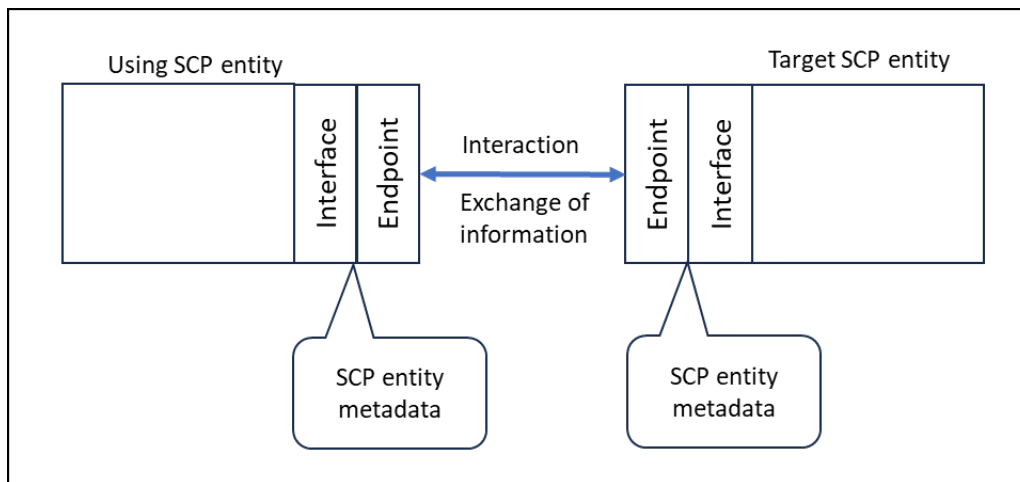 Using SCP entity
Target SCP entity
Interface
Endpoint
Interaction
Exchange of
information
Endpoint
Interface
SCP entity
metadata
SCP entity
metadata